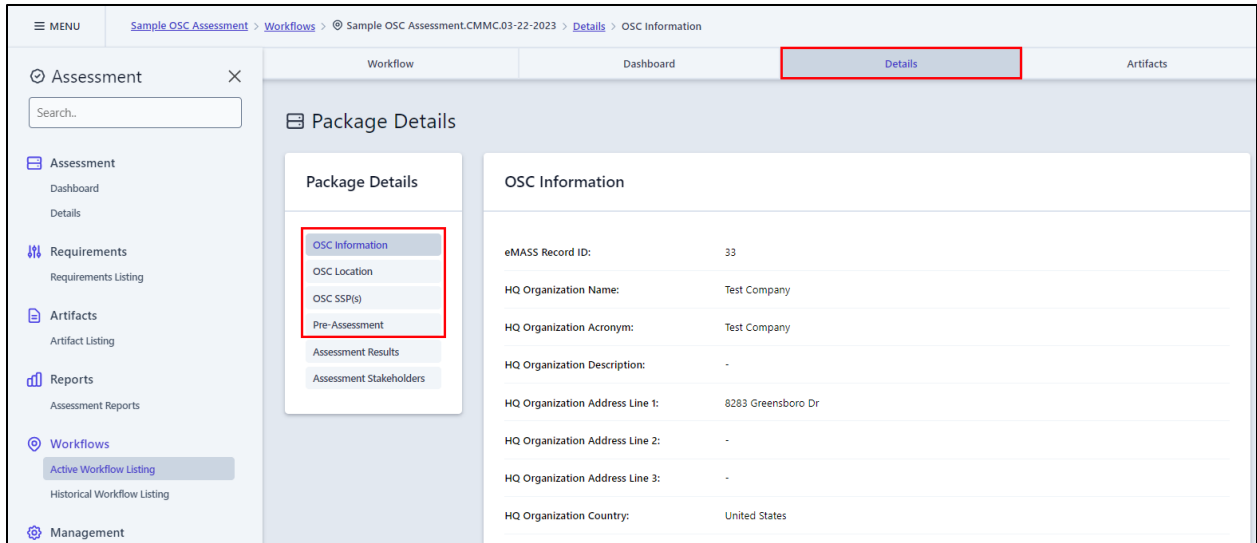 MENU
Sample OSC Assessment > Workflows > Sample OSC Assessment.CMMC.03-22-2023 > Details > OSC Information
Workflow
Dashboard
Details
Artifacts
Assessment
Search..
Assessment
Dashboard
Details
Requirements
Requirements Listing
Artifacts
Artifact Listing
Reports
Assessment Reports
Workflows
Active Workflow Listing
Historical Workflow Listing
Management
Package Details
Package Details
OSC Information
OSC Location
OSC SSP(s)
Pre-Assessment
Assessment Results
Assessment Stakeholders
OSC Information
eMASS Record ID: 33
HQ Organization Name: Test Company
HQ Organization Acronym: Test Company
HQ Organization Description: -
HQ Organization Address Line 1: 8283 Greensboro Dr
HQ Organization Address Line 2: -
HQ Organization Address Line 3: -
HQ Organization Country: United States